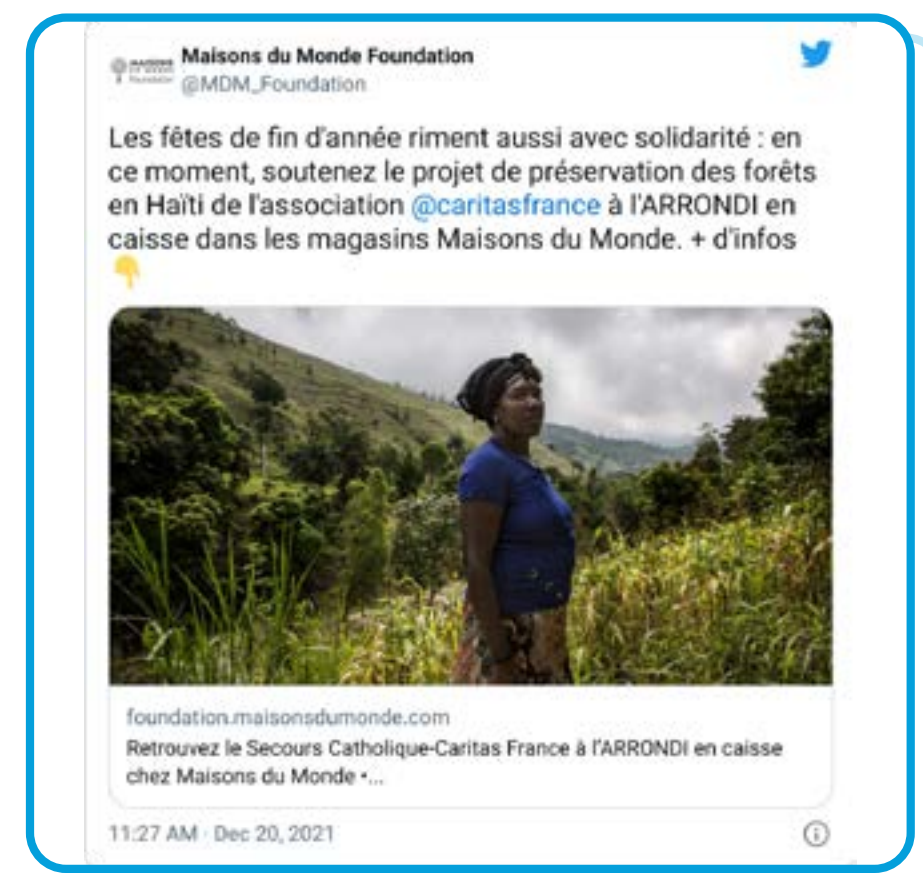 Maisons du Monde Foundation
@MDM_Foundation
Les fêtes de fin d'année riment aussi avec solidarité : en
ce moment, soutenez le projet de préservation des forêts
en Haïti de l'association @caritasfrance à l'ARRONDI en
caisse dans les magasins Maisons du Monde. + d'infos
👇
foundation.maisonsdumonde.com
Retrouvez le Secours Catholique-Caritas France à l'ARRONDI en caisse
chez Maisons du Monde •...
11:27 AM · Dec 20, 2021